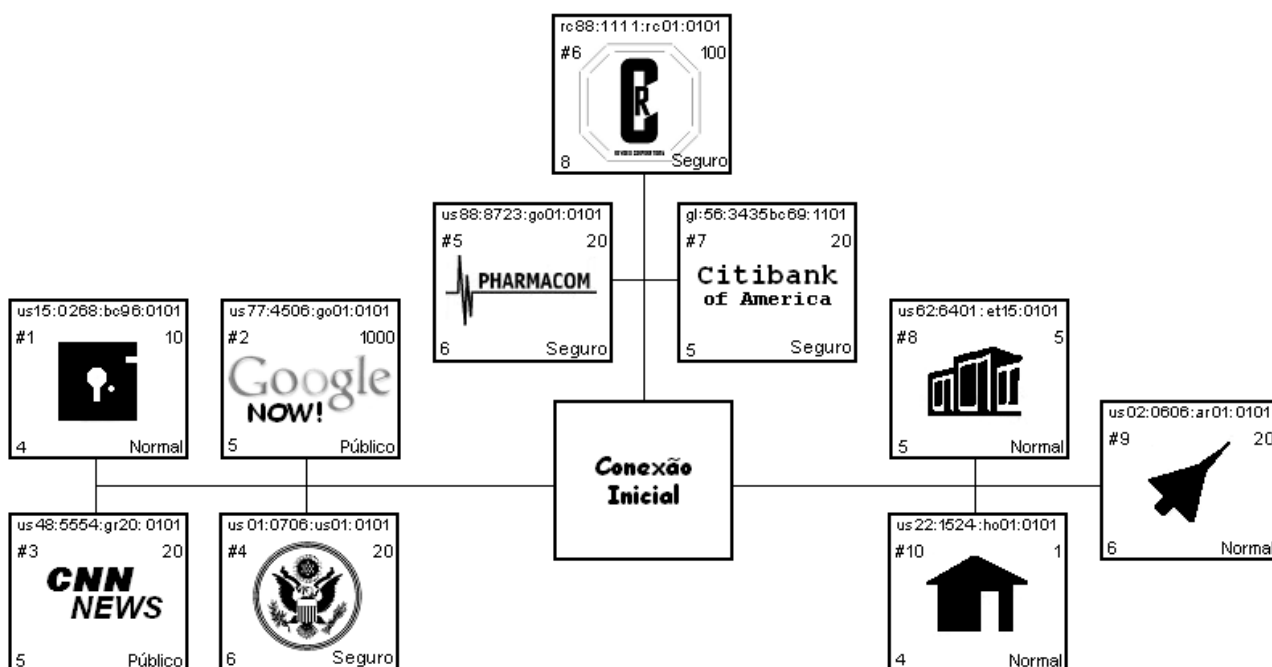 rc88:1111:rc01:0101
#6 100
CR
8 Seguro
us88:8723:go01:0101
#5 20
PHARMACOM
6 Seguro
gl:56:3435bc69:1101
#7 20
Citibank
of America
5 Seguro
us15:0268:bc96:0101
#1 10
4 Normal
us77:4506:go01:0101
#2 1000
Google
NOW!
5 Público
us62:6401:et15:0101
#8 5
5 Normal
us02:0606:ar01:0101
#9 20
6 Normal
Conexão
Inicial
us48:5554:gr20:0101
#3 20
CNN
NEWS
5 Público
us01:0706:us01:0101
#4 20
6 Seguro
us22:1524:ho01:0101
#10 1
4 Normal